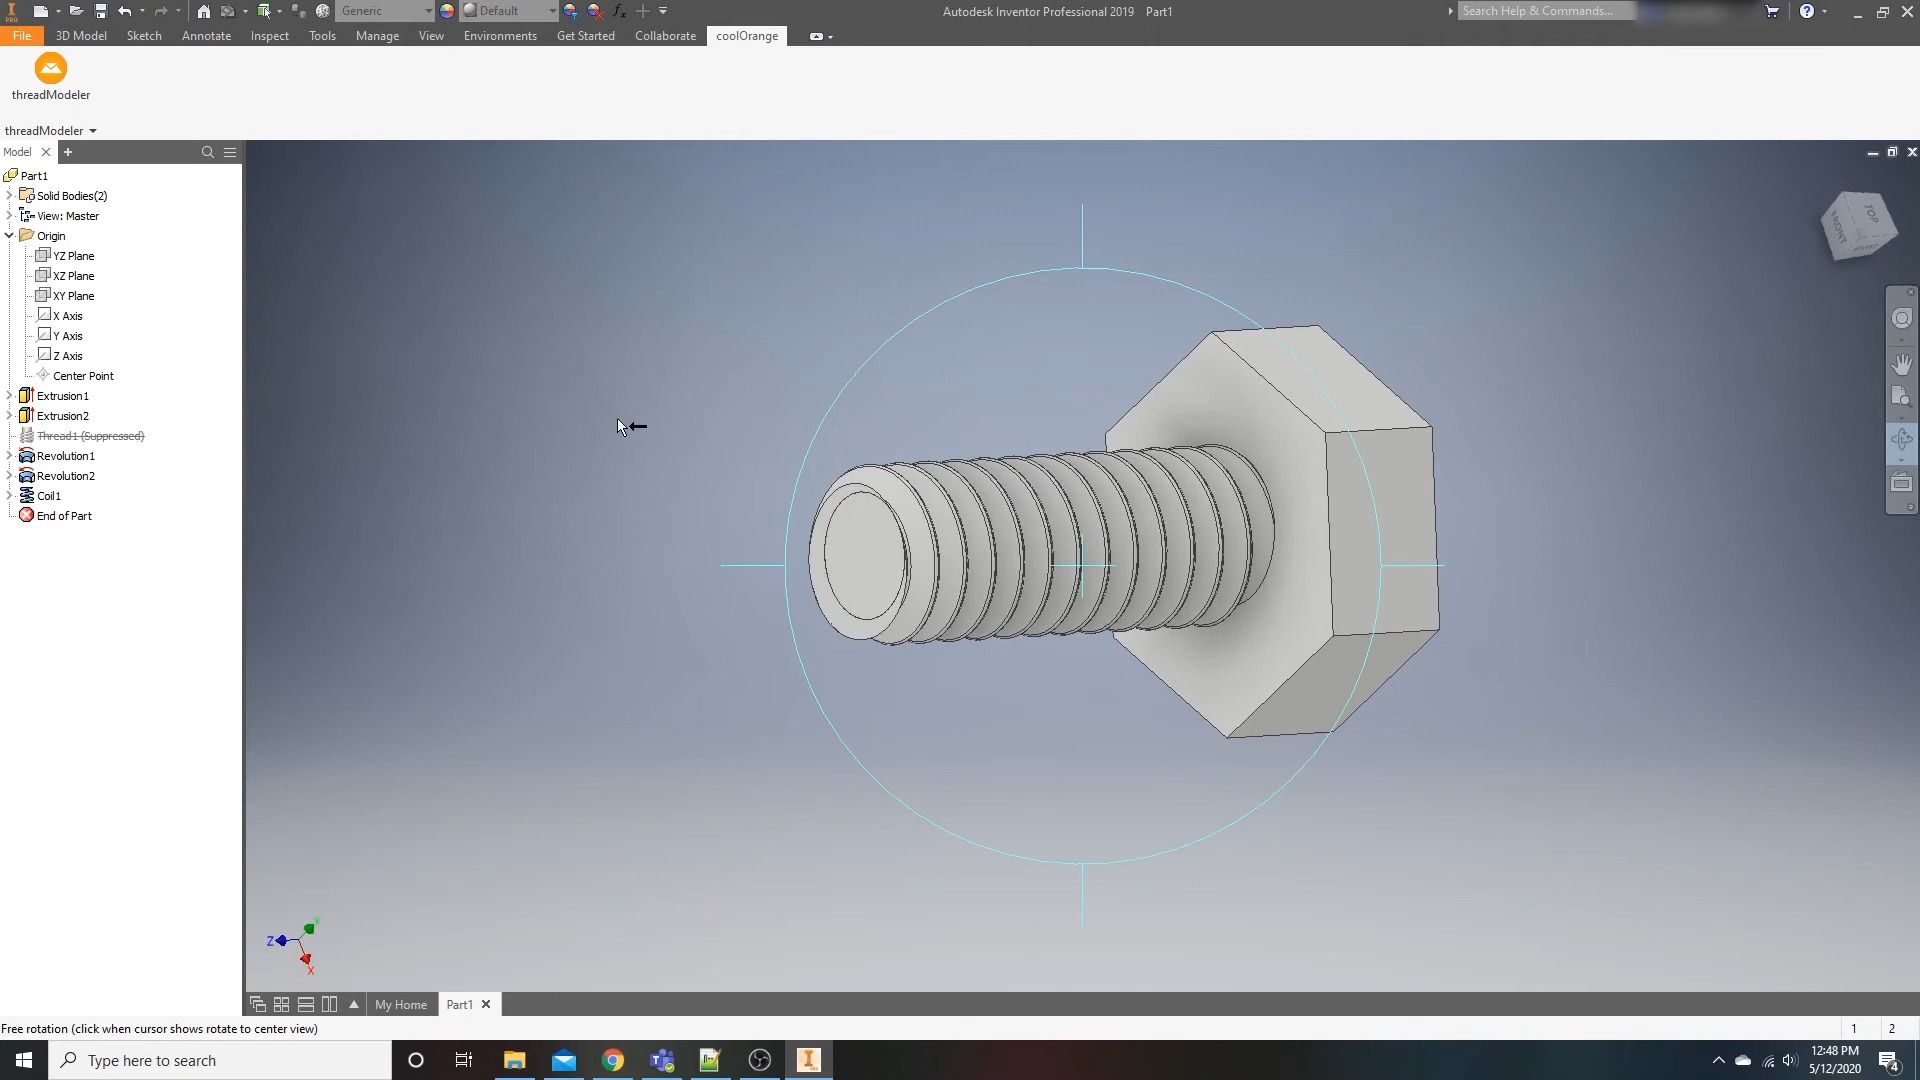 Generic
Default
Autodesk Inventor Professional 2019 Part1
Search Help & Commands...
PRO
File 3D Model Sketch Annotate Inspect Tools Manage View Environments Get Started Collaborate coolOrange
threadModeler
threadModeler
Model
Part1
Solid Bodies(2)
View: Master
Origin
YZ Plane
XZ Plane
XY Plane
X Axis
Y Axis
Z Axis
Center Point
Extrusion1
Extrusion2
Thread1 (Suppressed)
Revolution1
Revolution2
Coil1
End of Part
TOP
FRONT
Z
Y
X
My Home Part1
Free rotation (click when cursor shows rotate to center view)
1 2
Type here to search
12:48 PM
5/12/2020
4